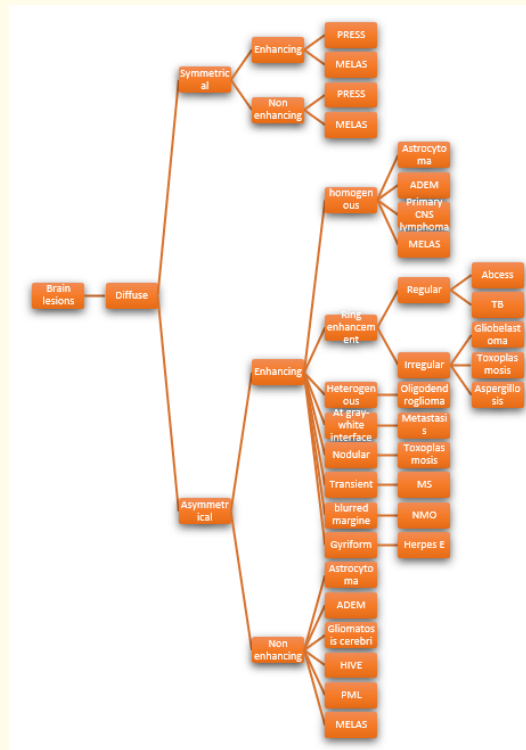 Brain
lesions
Diffuse
Symmetric
al
Enhancing
PRESS
MELAS
Non
enhancing
PRESS
MELAS
Asymmet
rical
Enhancing
homogen
ous
Astrocyto
ma
ADEM
Primary
CNS
lymphoma
MELAS
Ring
enhancem
ent
Regular
Abcess
TB
Irregular
Gliobelast
oma
Toxoplas
mosis
Aspergillo
sis
Heterogen
ous
Oligodend
roglioma
At gray-
white
interface
Metastasi
s
Nodular
Toxoplas
mosis
Transient
MS
blurred
margine
NMO
Gyriform
Herpes E
Non
enhancing
Astrocyto
ma
ADEM
Gliomatos
is cerebri
HIVE
PML
MELAS